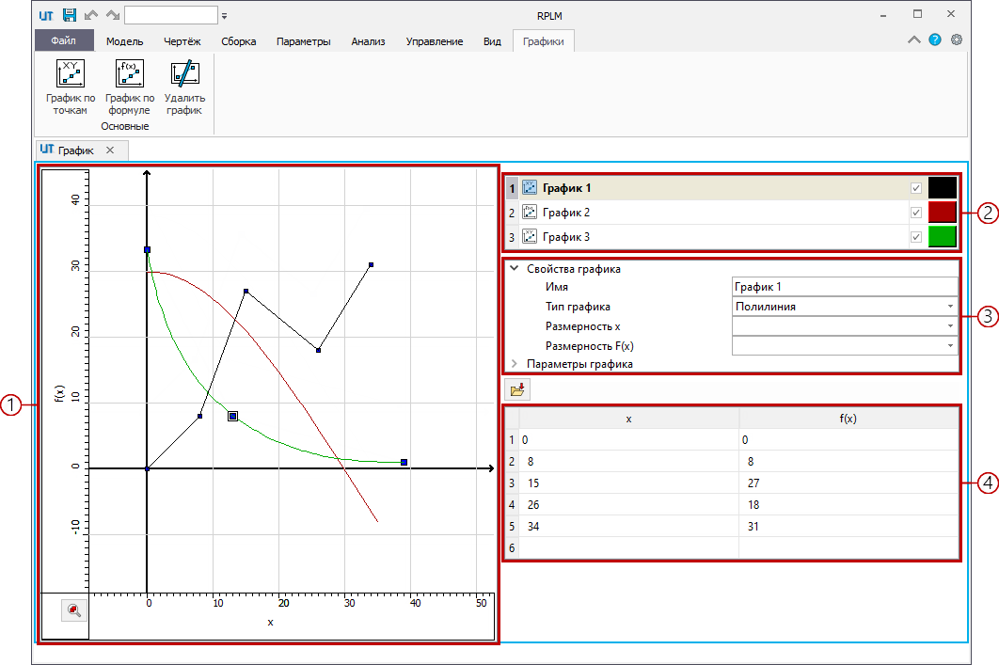 UT
RPLM
Файл Модель Чертёж Сборка Параметры Анализ Управление Вид Графики ?
XY f(x)
График по График по Удалить
точкам формуле график
Основные
UT График
1 График 1
2 График 2 2
3 График 3
Свойства графика
Имя График 1
Тип графика Полилиния 3
Размерность x
Размерность F(x)
Параметры графика
40
30
20
10
0
-10
f(x)
1
0 10 20 30 40 50
x
x f(x)
1 0 0
2 8 8
3 15 27 4
4 26 18
5 34 31
6